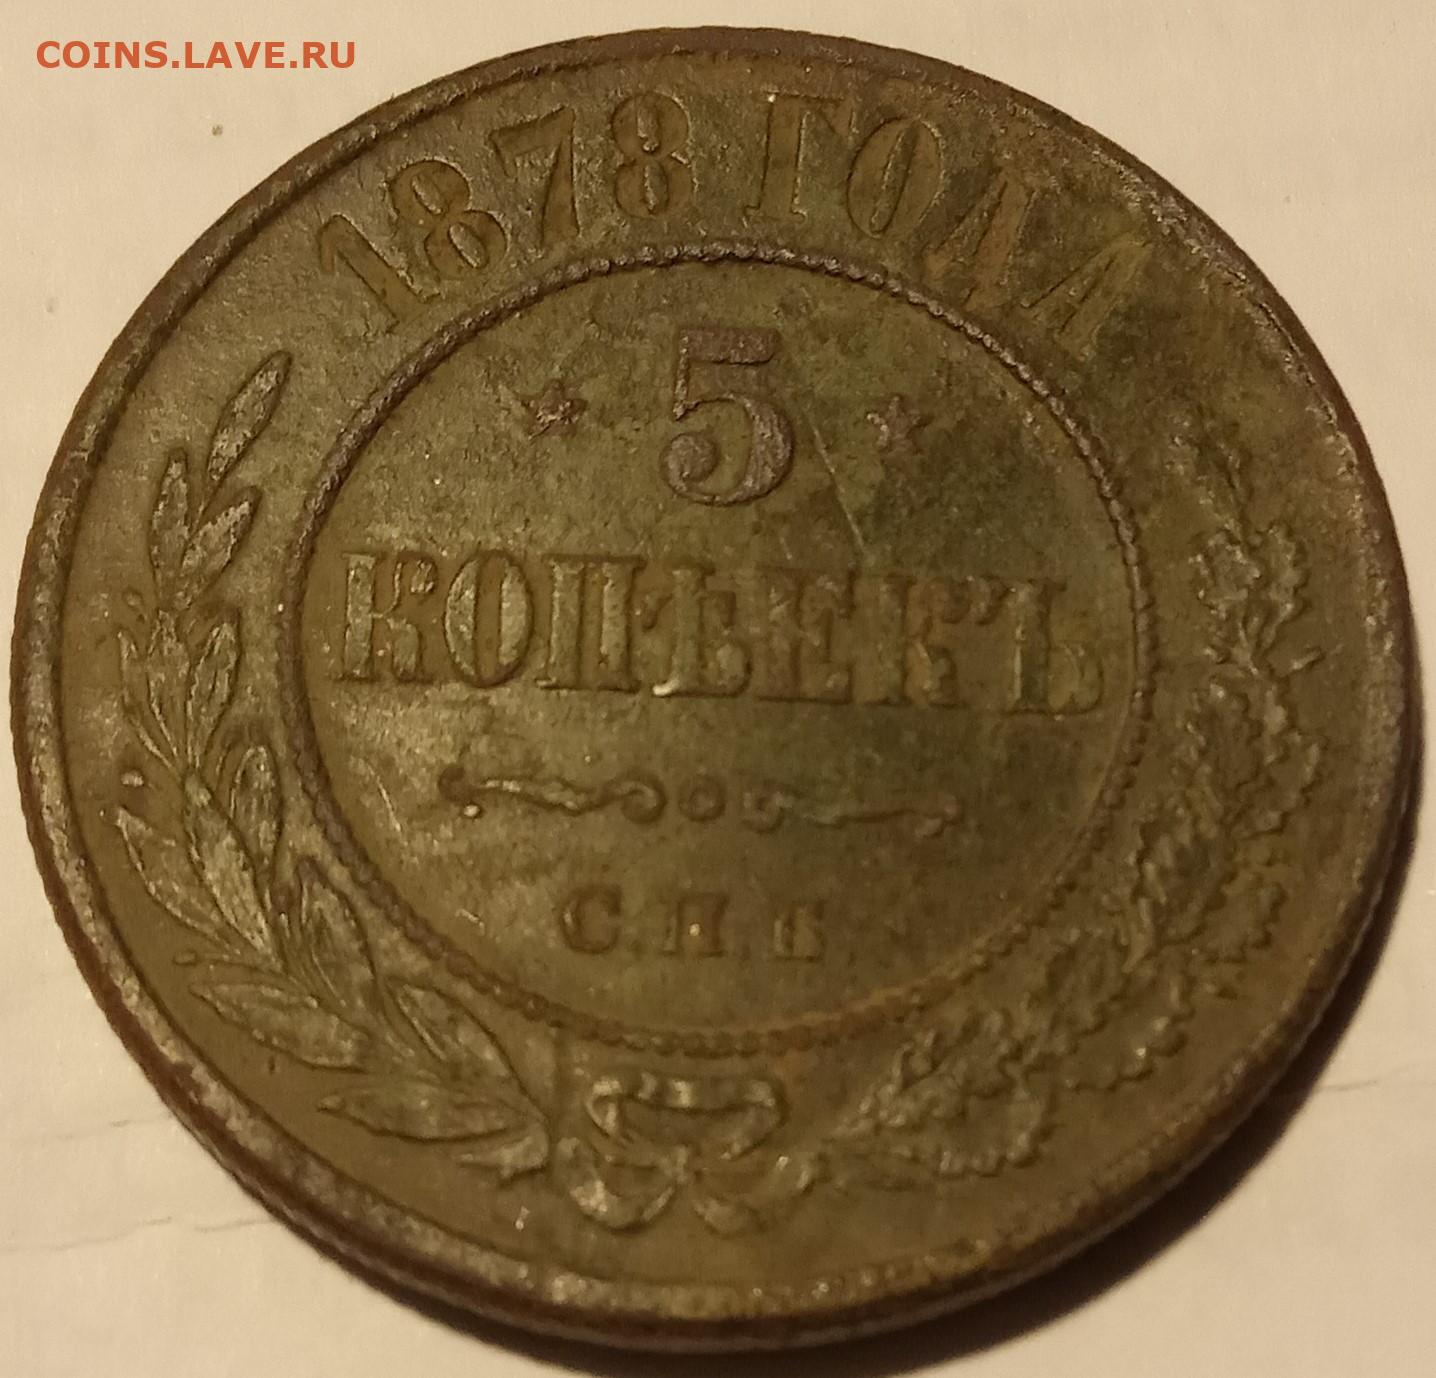 COINS.LAVE.RU
1878 ГОДА
5
КОПѢЕКЪ
С П Б